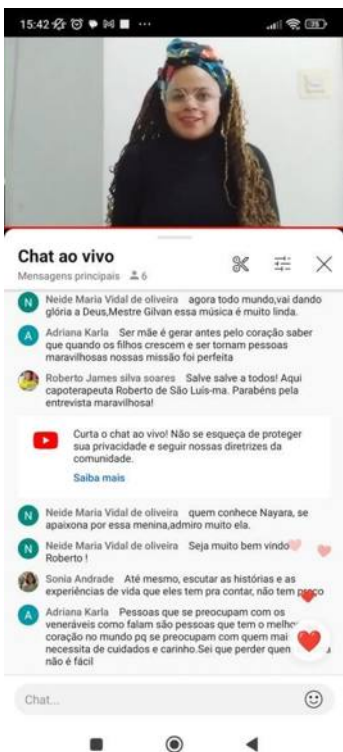 15:42
75
Chat ao vivo
Mensagens principais 6
N Neide Maria Vidal de oliveira agora todo mundo,vai dando
glória a Deus,Mestre Gilvan essa música é muito linda.
A Adriana Karla Ser mãe é gerar antes pelo coração saber
que quando os filhos crescem e ser tornam pessoas
maravilhosas nossas missão foi perfeita
Roberto James silva soares Salve salve a todos! Aqui
capoterapeuta Roberto de São Luís-ma. Parabéns pela
entrevista maravilhosa!
Curta o chat ao vivo! Não se esqueça de proteger
sua privacidade e seguir nossas diretrizes da
comunidade.
Saiba mais
N Neide Maria Vidal de oliveira quem conhece Nayara, se
apaixona por essa menina,admiro muito ela.
N Neide Maria Vidal de oliveira Seja muito bem vindo
Roberto !
Sonia Andrade Até mesmo, escutar as histórias e as
experiências de vida que eles tem pra contar, não tem preço
A Adriana Karla Pessoas que se preocupam com os
veneráveis como falam são pessoas que tem o melhor
coração no mundo pq se preocupam com quem mai
necessita de cuidados e carinho.Sei que perder quen
não é fácil
Chat...